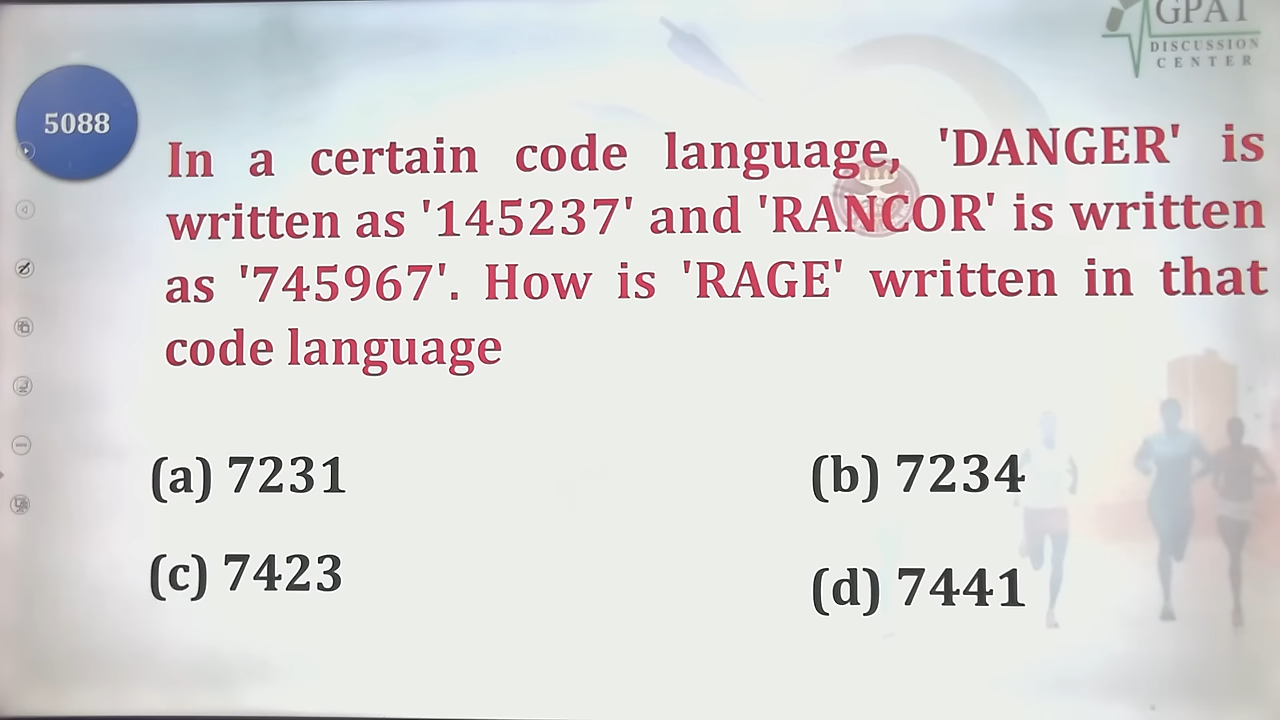 GPAT
DISCUSSION
CENTER
5088
In a certain code language, 'DANGER' is
written as '145237' and 'RANCOR' is written
as '745967'. How is 'RAGE' written in that
code language
(a) 7231
(b) 7234
(c) 7423
(d) 7441